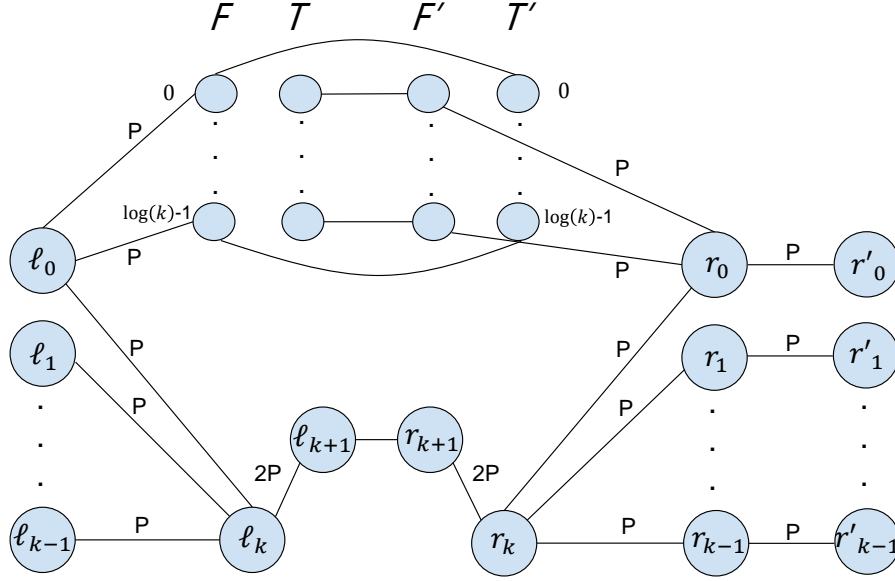 F T F′ T′
0 0
P P
log(k)-1 log(k)-1
ℓ₀ P P r₀ P r′₀
P P
ℓ₁ r₁ P r′₁
P P
ℓₖ₊₁ rₖ₊₁
2P 2P
ℓₖ₋₁ P ℓₖ rₖ P rₖ₋₁ P r′ₖ₋₁